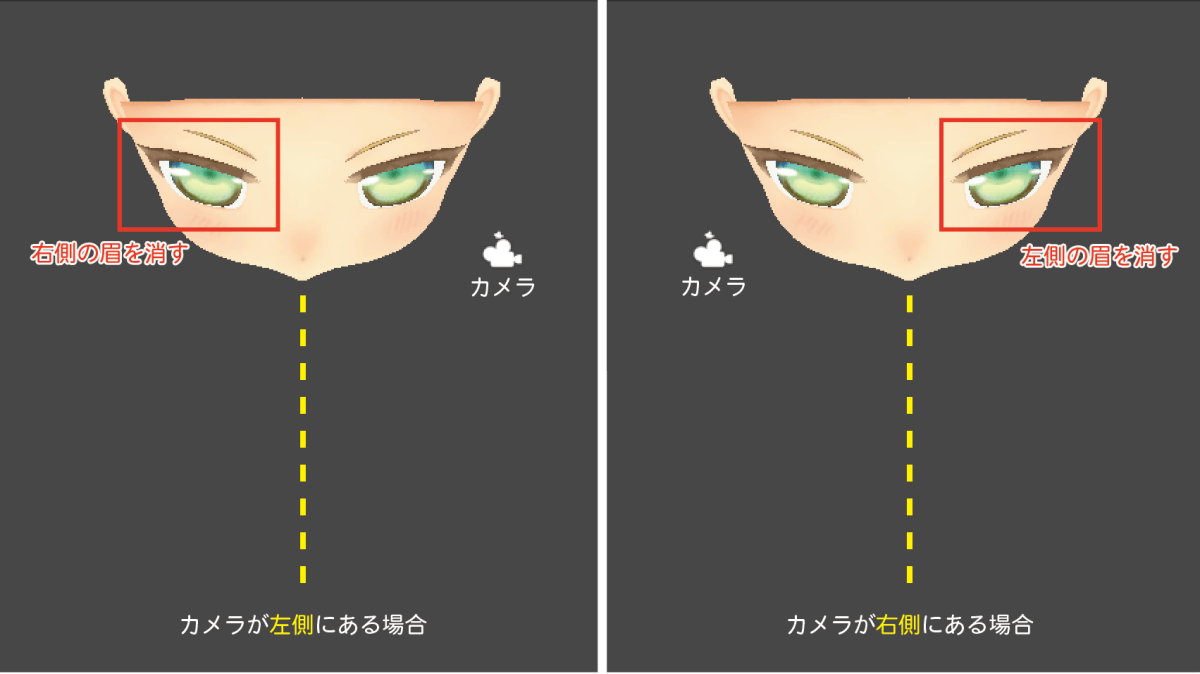 右側の眉を消す
カメラ
カメラが左側にある場合
カメラ
左側の眉を消す
カメラが右側にある場合